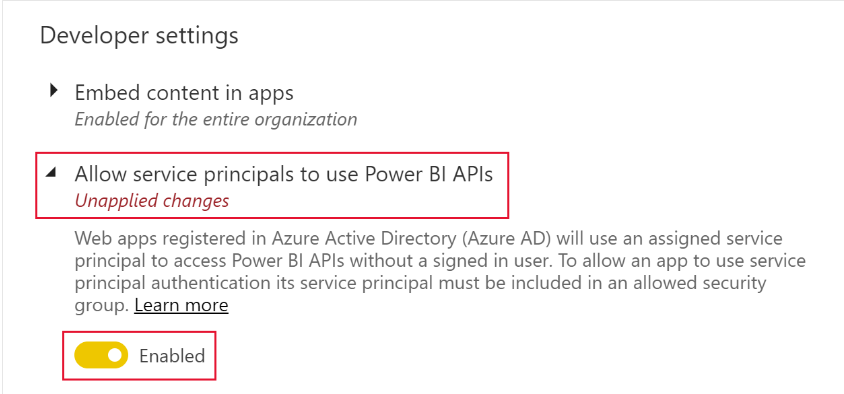 Developer settings
Embed content in apps
Enabled for the entire organization
Allow service principals to use Power BI APIs
Unapplied changes
Web apps registered in Azure Active Directory (Azure AD) will use an assigned service
principal to access Power BI APIs without a signed in user. To allow an app to use service
principal authentication its service principal must be included in an allowed security
group. Learn more
Enabled